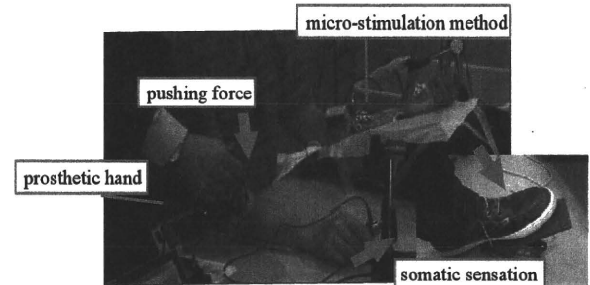 micro-stimulation method
pushing force
prosthetic hand
somatic sensation